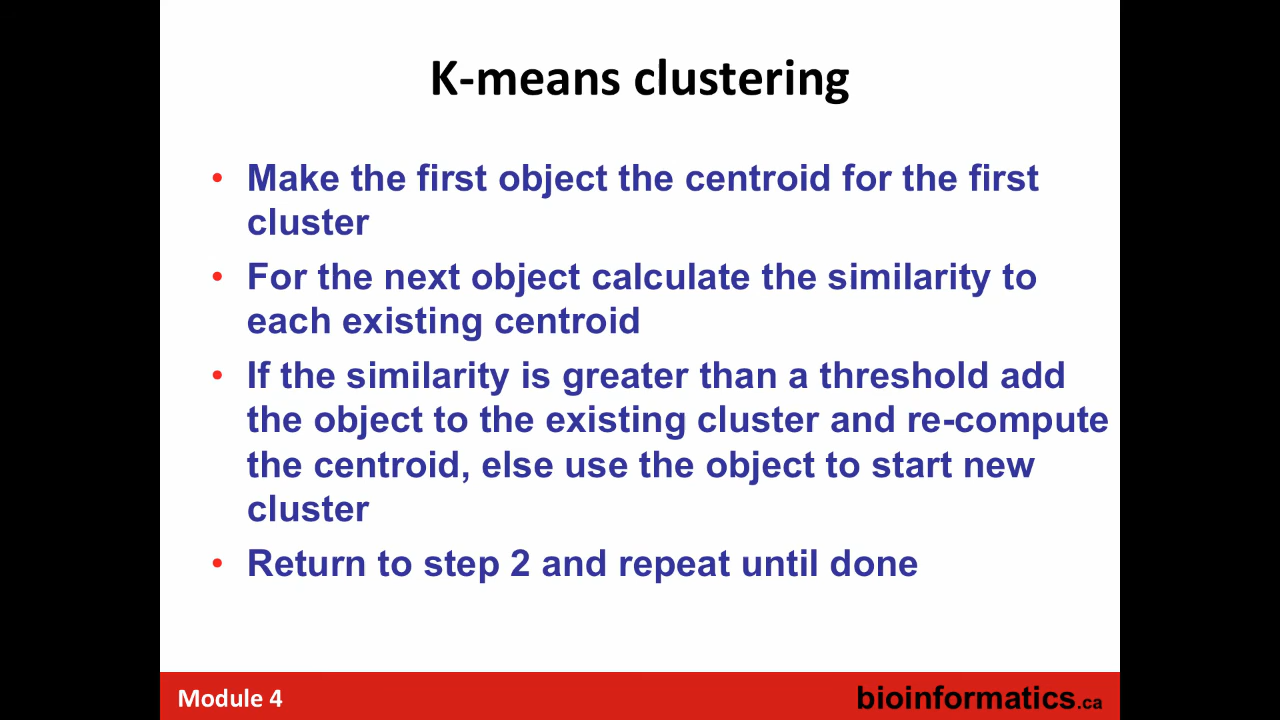 K-means clustering
• Make the first object the centroid for the first
cluster
• For the next object calculate the similarity to
each existing centroid
• If the similarity is greater than a threshold add
the object to the existing cluster and re-compute
the centroid, else use the object to start new
cluster
• Return to step 2 and repeat until done
Module 4
bioinformatics.ca